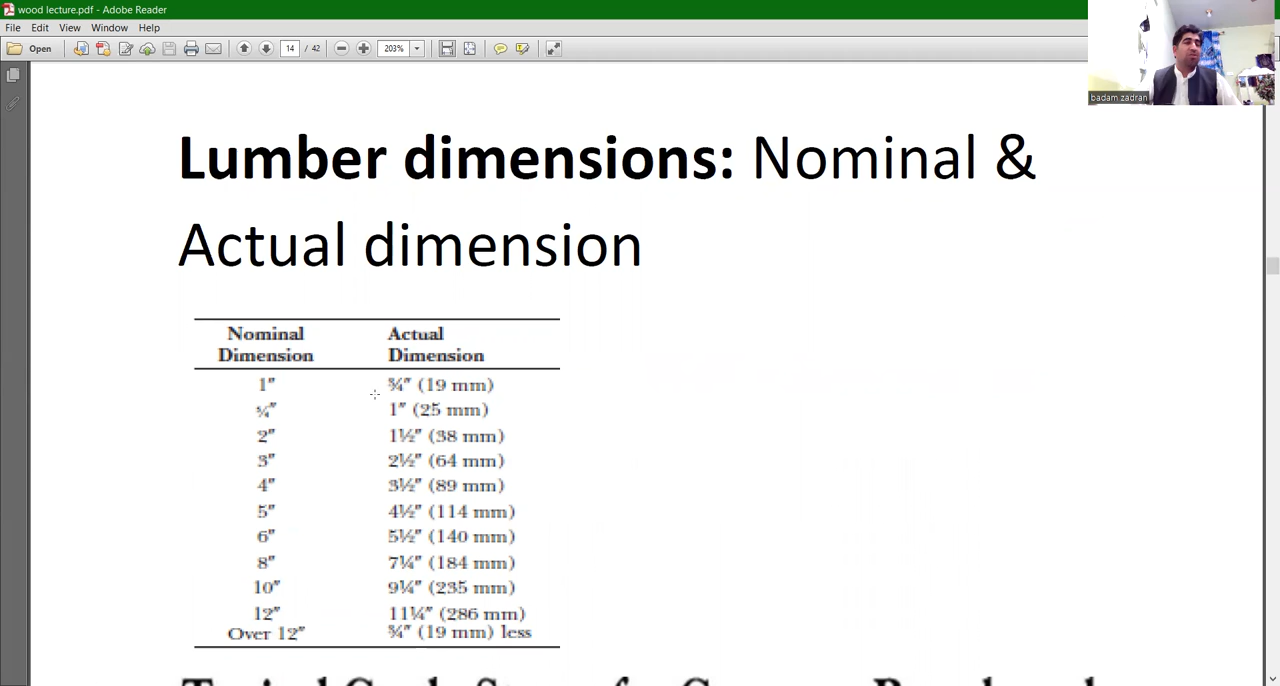 wood lecture.pdf - Adobe Reader
File Edit View Window Help
Open 14 / 42 203%
badam zadran
Lumber dimensions: Nominal &
Actual dimension
Nominal Actual
Dimension Dimension
1″ ¾″ (19 mm)
5/4″ 1″ (25 mm)
2″ 1½″ (38 mm)
3″ 2½″ (64 mm)
4″ 3½″ (89 mm)
5″ 4½″ (114 mm)
6″ 5½″ (140 mm)
8″ 7¼″ (184 mm)
10″ 9¼″ (235 mm)
12″ 11¼″ (286 mm)
Over 12″ ¾″ (19 mm) less